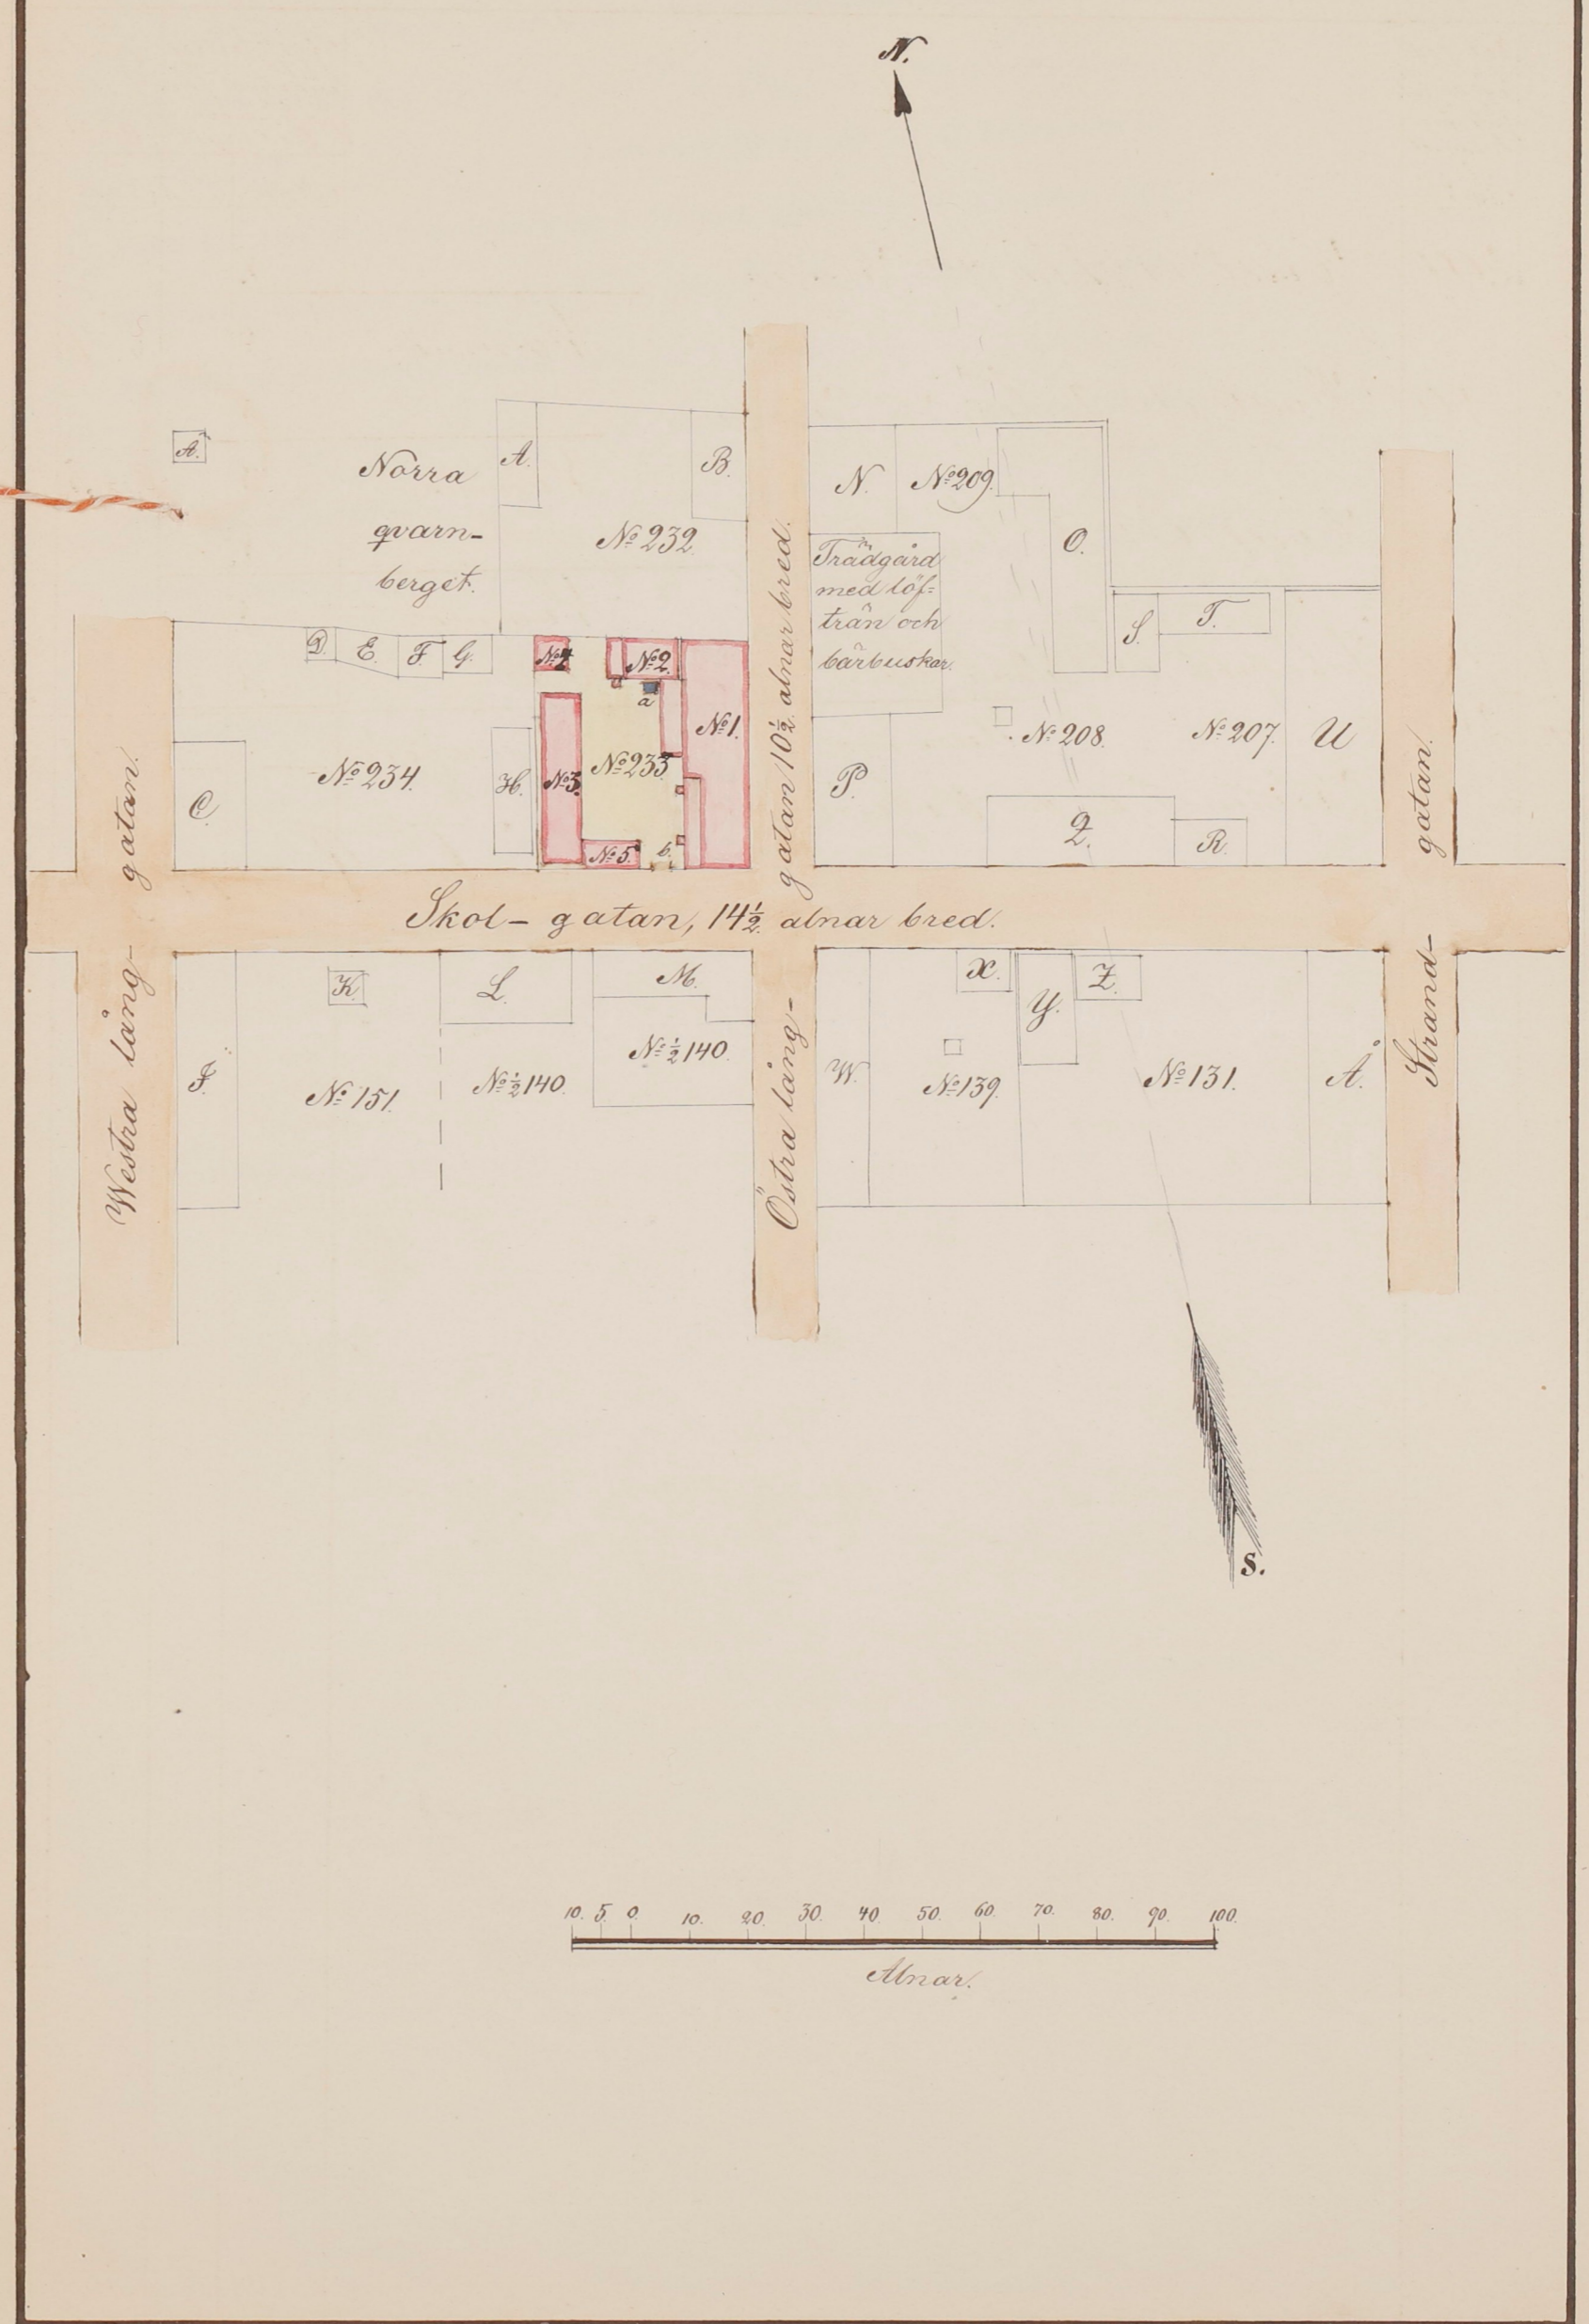 N.
Ä.
Norra
qvarn-
berget.
A.
B.
No 232.
N.
No 209.
O.
Trädgård
med löf-
trän och
bärbuskar.
S.
T.
D.
E.
F.
G.
No 4
No 2.
a
No 1.
No 233.
No 3.
No 5.
b.
No 234.
C.
H.
P.
No 208.
No 207.
U
Q.
R.
Westra lång- gatan.
Östra lång- gatan 10½ alnar bred.
Strand- gatan.
Skol- gatan, 14½ alnar bred.
K.
L.
M.
No ½ 140.
No ½ 140.
No 151.
J.
W.
X.
Y.
Z.
No 139.
No 131.
Å.
S.
10. 5. 0. 10. 20. 30. 40. 50. 60. 70. 80. 90. 100.
Alnar.